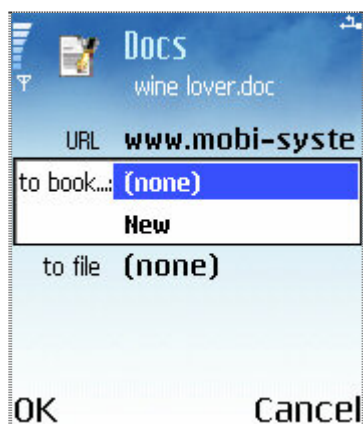 Docs
wine lover.doc
URL www.mobi-syste
to book...: (none)
New
to file (none)
OK Cancel